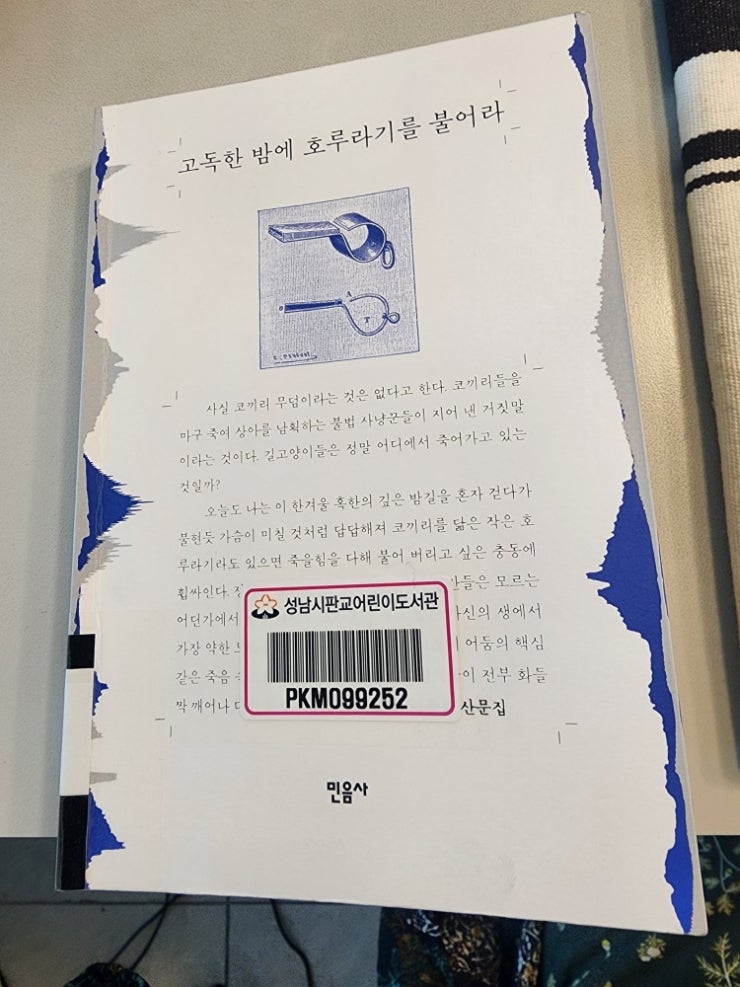 고독한 밤에 호루라기를 불어라
A
T
사실 코끼리 무덤이라는 것은 없다고 한다. 코끼리들을
마구 죽여 상아를 남획하는 불법 사냥꾼들이 지어 낸 거짓말
이라는 것이다. 길고양이들은 정말 어디에서 죽어가고 있는
것일까?
오늘도 나는 이 한겨울 혹한의 깊은 밤길을 혼자 걷다가
불현듯 가슴이 미칠 것처럼 답답해져 코끼리를 닮은 작은 호
루라기라도 있으면 죽을힘을 다해 불어 버리고 싶은 충동에
휩싸인다. 모르는
어딘가에서 생에서
가장 약한 어둠의 핵심
같은 죽음 전부 화들
짝 깨어나 산문집
성남시판교어린이도서관
PKM099252
민음사